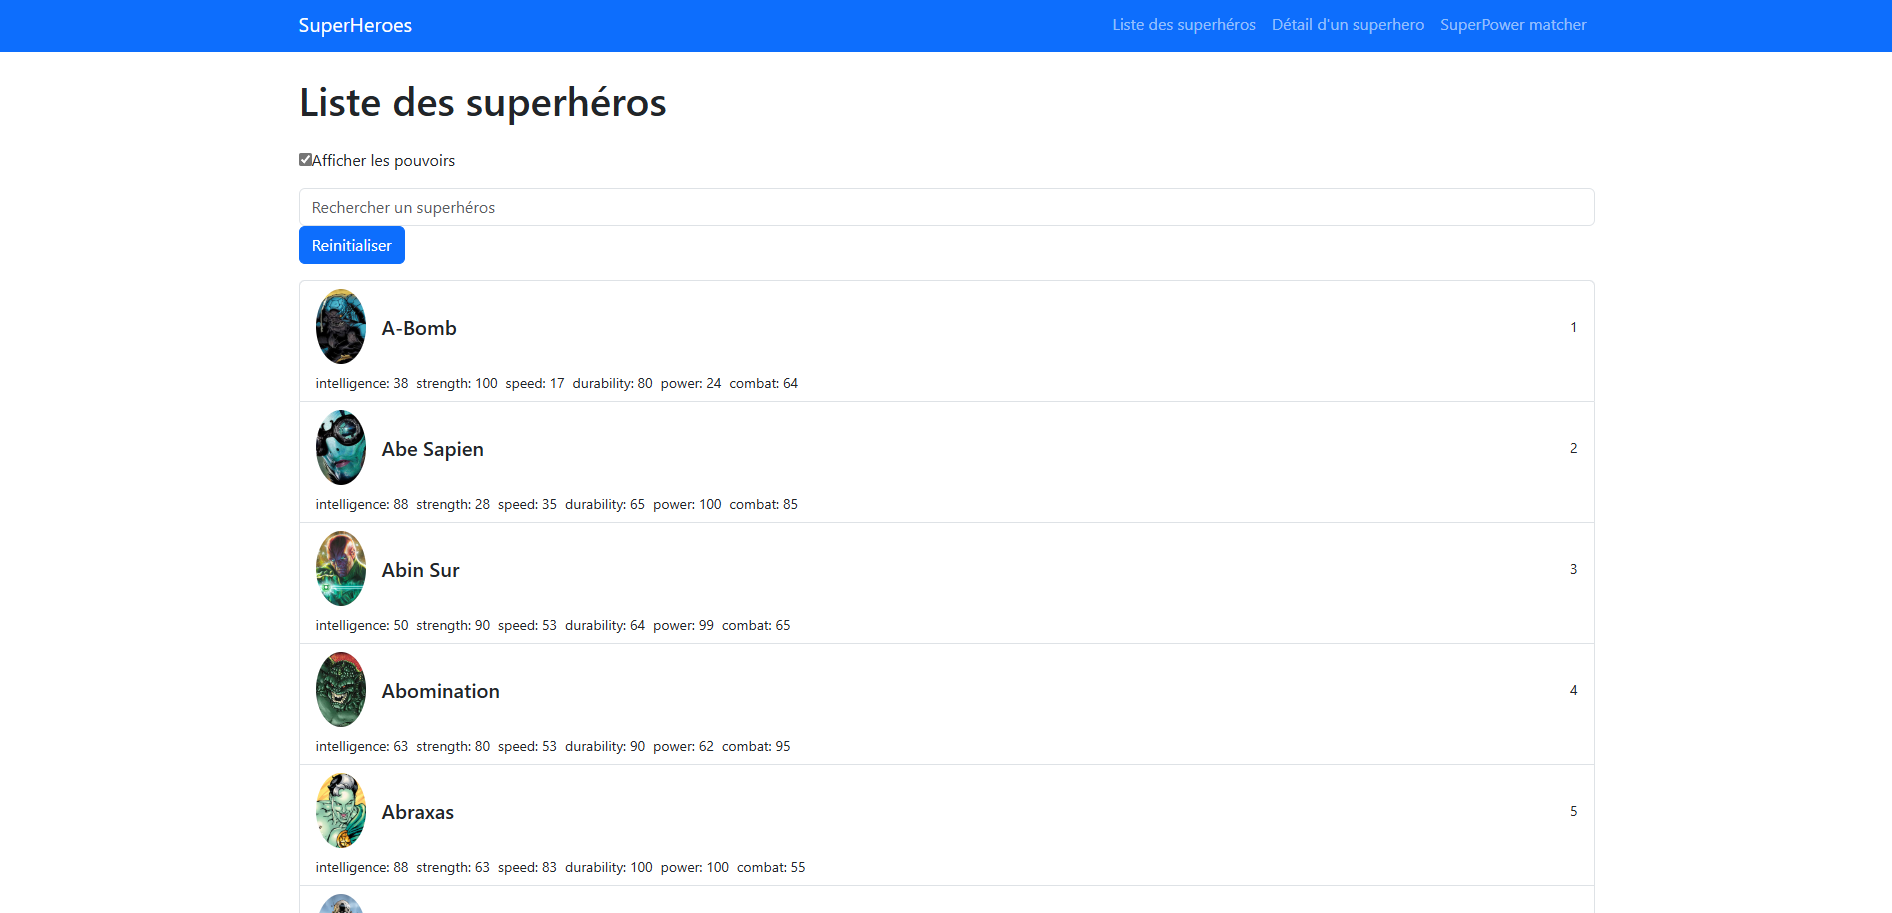 SuperHeroes
Liste des superhéros Détail d'un superhero SuperPower matcher
Liste des superhéros
Afficher les pouvoirs
Rechercher un superhéros
Reinitialiser
A-Bomb 1
intelligence: 38 strength: 100 speed: 17 durability: 80 power: 24 combat: 64
Abe Sapien 2
intelligence: 88 strength: 28 speed: 35 durability: 65 power: 100 combat: 85
Abin Sur 3
intelligence: 50 strength: 90 speed: 53 durability: 64 power: 99 combat: 65
Abomination 4
intelligence: 63 strength: 80 speed: 53 durability: 90 power: 62 combat: 95
Abraxas 5
intelligence: 88 strength: 63 speed: 83 durability: 100 power: 100 combat: 55